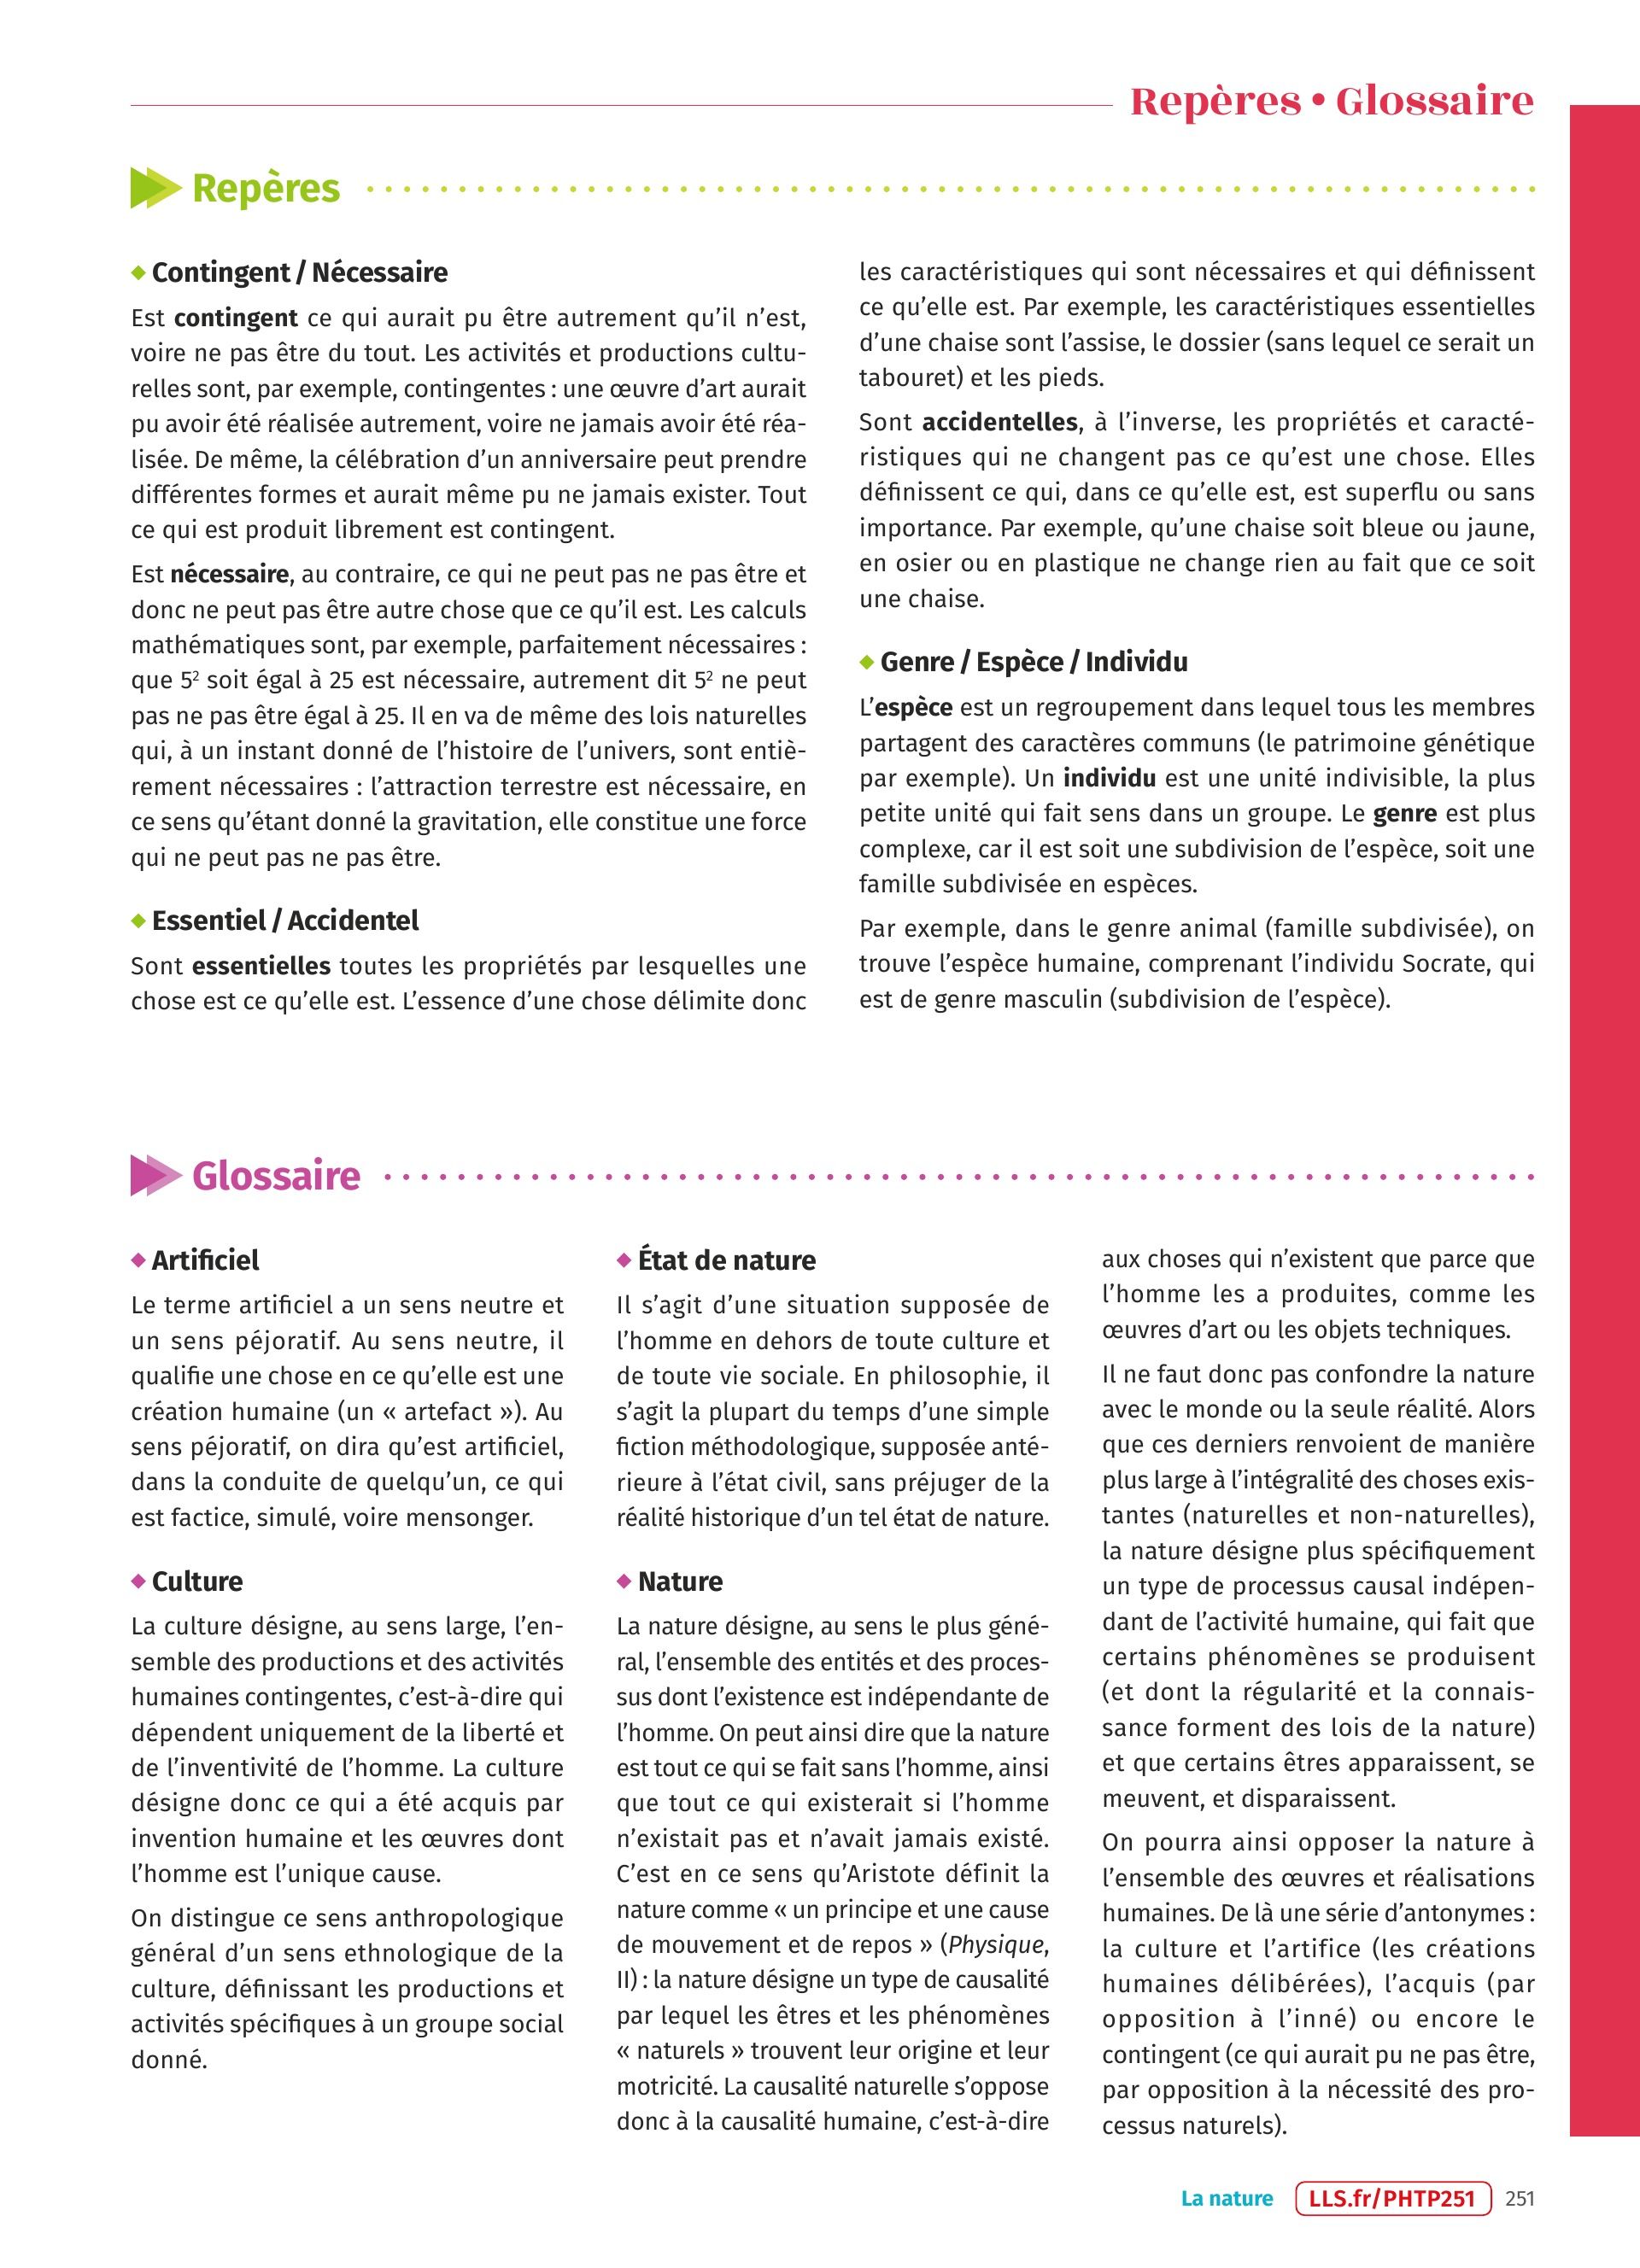 Repères • Glossaire
Repères
Contingent / Nécessaire
Est contingent ce qui aurait pu être autrement qu’il n’est,
voire ne pas être du tout. Les activités et productions cultu-
relles sont, par exemple, contingentes : une œuvre d’art aurait
pu avoir été réalisée autrement, voire ne jamais avoir été réa-
lisée. De même, la célébration d’un anniversaire peut prendre
différentes formes et aurait même pu ne jamais exister. Tout
ce qui est produit librement est contingent.
Est nécessaire, au contraire, ce qui ne peut pas ne pas être et
donc ne peut pas être autre chose que ce qu’il est. Les calculs
mathématiques sont, par exemple, parfaitement nécessaires :
que 5² soit égal à 25 est nécessaire, autrement dit 5² ne peut
pas ne pas être égal à 25. Il en va de même des lois naturelles
qui, à un instant donné de l’histoire de l’univers, sont entiè-
rement nécessaires : l’attraction terrestre est nécessaire, en
ce sens qu’étant donné la gravitation, elle constitue une force
qui ne peut pas ne pas être.
Essentiel / Accidentel
Sont essentielles toutes les propriétés par lesquelles une
chose est ce qu’elle est. L’essence d’une chose délimite donc
les caractéristiques qui sont nécessaires et qui définissent
ce qu’elle est. Par exemple, les caractéristiques essentielles
d’une chaise sont l’assise, le dossier (sans lequel ce serait un
tabouret) et les pieds.
Sont accidentelles, à l’inverse, les propriétés et caracté-
ristiques qui ne changent pas ce qu’est une chose. Elles
définissent ce qui, dans ce qu’elle est, est superflu ou sans
importance. Par exemple, qu’une chaise soit bleue ou jaune,
en osier ou en plastique ne change rien au fait que ce soit
une chaise.
Genre / Espèce / Individu
L’espèce est un regroupement dans lequel tous les membres
partagent des caractères communs (le patrimoine génétique
par exemple). Un individu est une unité indivisible, la plus
petite unité qui fait sens dans un groupe. Le genre est plus
complexe, car il est soit une subdivision de l’espèce, soit une
famille subdivisée en espèces.
Par exemple, dans le genre animal (famille subdivisée), on
trouve l’espèce humaine, comprenant l’individu Socrate, qui
est de genre masculin (subdivision de l’espèce).
Glossaire
Artificiel
Le terme artificiel a un sens neutre et
un sens péjoratif. Au sens neutre, il
qualifie une chose en ce qu’elle est une
création humaine (un « artefact »). Au
sens péjoratif, on dira qu’est artificiel,
dans la conduite de quelqu’un, ce qui
est factice, simulé, voire mensonger.
Culture
La culture désigne, au sens large, l’en-
semble des productions et des activités
humaines contingentes, c’est-à-dire qui
dépendent uniquement de la liberté et
de l’inventivité de l’homme. La culture
désigne donc ce qui a été acquis par
invention humaine et les œuvres dont
l’homme est l’unique cause.
On distingue ce sens anthropologique
général d’un sens ethnologique de la
culture, définissant les productions et
activités spécifiques à un groupe social
donné.
État de nature
Il s’agit d’une situation supposée de
l’homme en dehors de toute culture et
de toute vie sociale. En philosophie, il
s’agit la plupart du temps d’une simple
fiction méthodologique, supposée anté-
rieure à l’état civil, sans préjuger de la
réalité historique d’un tel état de nature.
Nature
La nature désigne, au sens le plus géné-
ral, l’ensemble des entités et des proces-
sus dont l’existence est indépendante de
l’homme. On peut ainsi dire que la nature
est tout ce qui se fait sans l’homme, ainsi
que tout ce qui existerait si l’homme
n’existait pas et n’avait jamais existé.
C’est en ce sens qu’Aristote définit la
nature comme « un principe et une cause
de mouvement et de repos » (Physique,
II) : la nature désigne un type de causalité
par lequel les êtres et les phénomènes
« naturels » trouvent leur origine et leur
motricité. La causalité naturelle s’oppose
donc à la causalité humaine, c’est-à-dire
aux choses qui n’existent que parce que
l’homme les a produites, comme les
œuvres d’art ou les objets techniques.
Il ne faut donc pas confondre la nature
avec le monde ou la seule réalité. Alors
que ces derniers renvoient de manière
plus large à l’intégralité des choses exis-
tantes (naturelles et non-naturelles),
la nature désigne plus spécifiquement
un type de processus causal indépen-
dant de l’activité humaine, qui fait que
certains phénomènes se produisent
(et dont la régularité et la connais-
sance forment des lois de la nature)
et que certains êtres apparaissent, se
meuvent, et disparaissent.
On pourra ainsi opposer la nature à
l’ensemble des œuvres et réalisations
humaines. De là une série d’antonymes :
la culture et l’artifice (les créations
humaines délibérées), l’acquis (par
opposition à l’inné) ou encore le
contingent (ce qui aurait pu ne pas être,
par opposition à la nécessité des pro-
cessus naturels).
La nature LLS.fr/PHTP251 251